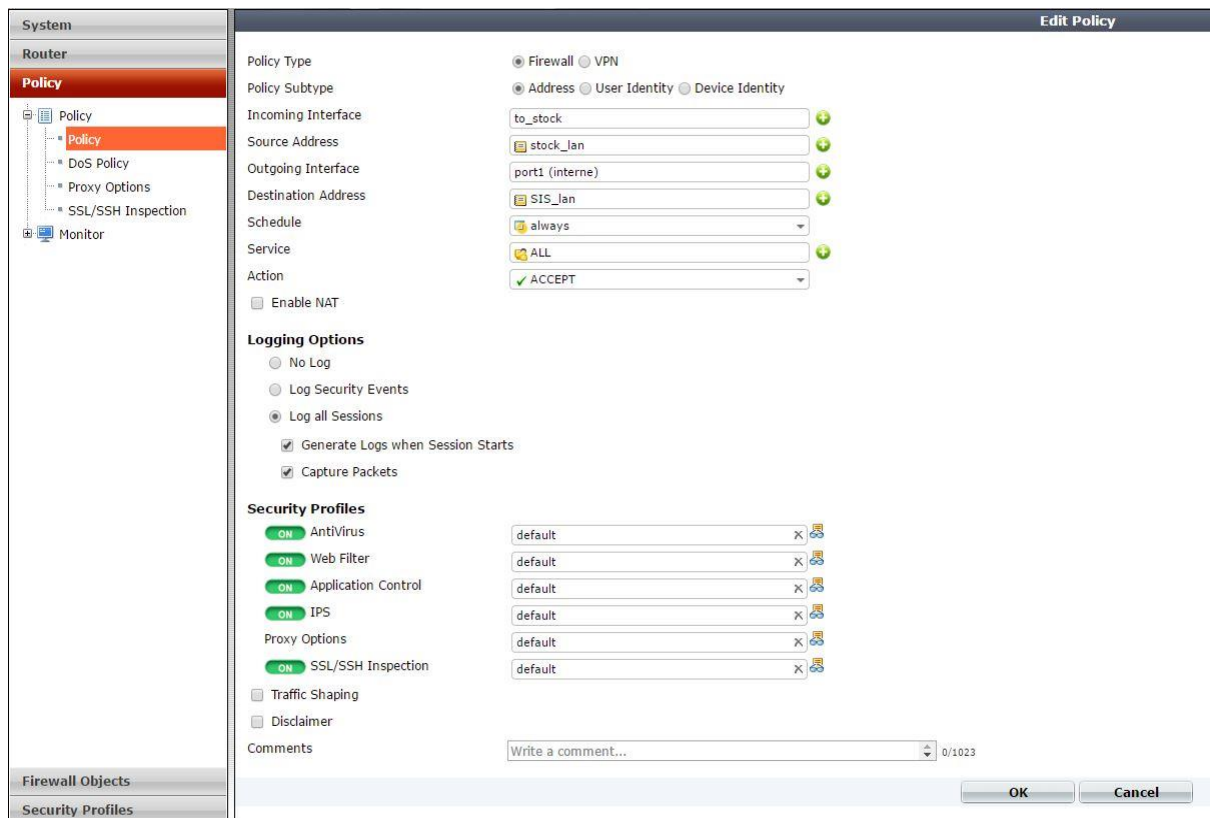 System
Router
Policy
Policy
Policy
DoS Policy
Proxy Options
SSL/SSH Inspection
Monitor
Firewall Objects
Security Profiles
Edit Policy
Policy Type Firewall VPN
Policy Subtype Address User Identity Device Identity
Incoming Interface to_stock
Source Address stock_lan
Outgoing Interface port1 (interne)
Destination Address SIS_lan
Schedule always
Service ALL
Action ACCEPT
Enable NAT
Logging Options
No Log
Log Security Events
Log all Sessions
Generate Logs when Session Starts
Capture Packets
Security Profiles
ON AntiVirus default
ON Web Filter default
ON Application Control default
ON IPS default
Proxy Options default
ON SSL/SSH Inspection default
Traffic Shaping
Disclaimer
Comments Write a comment... 0/1023
OK Cancel